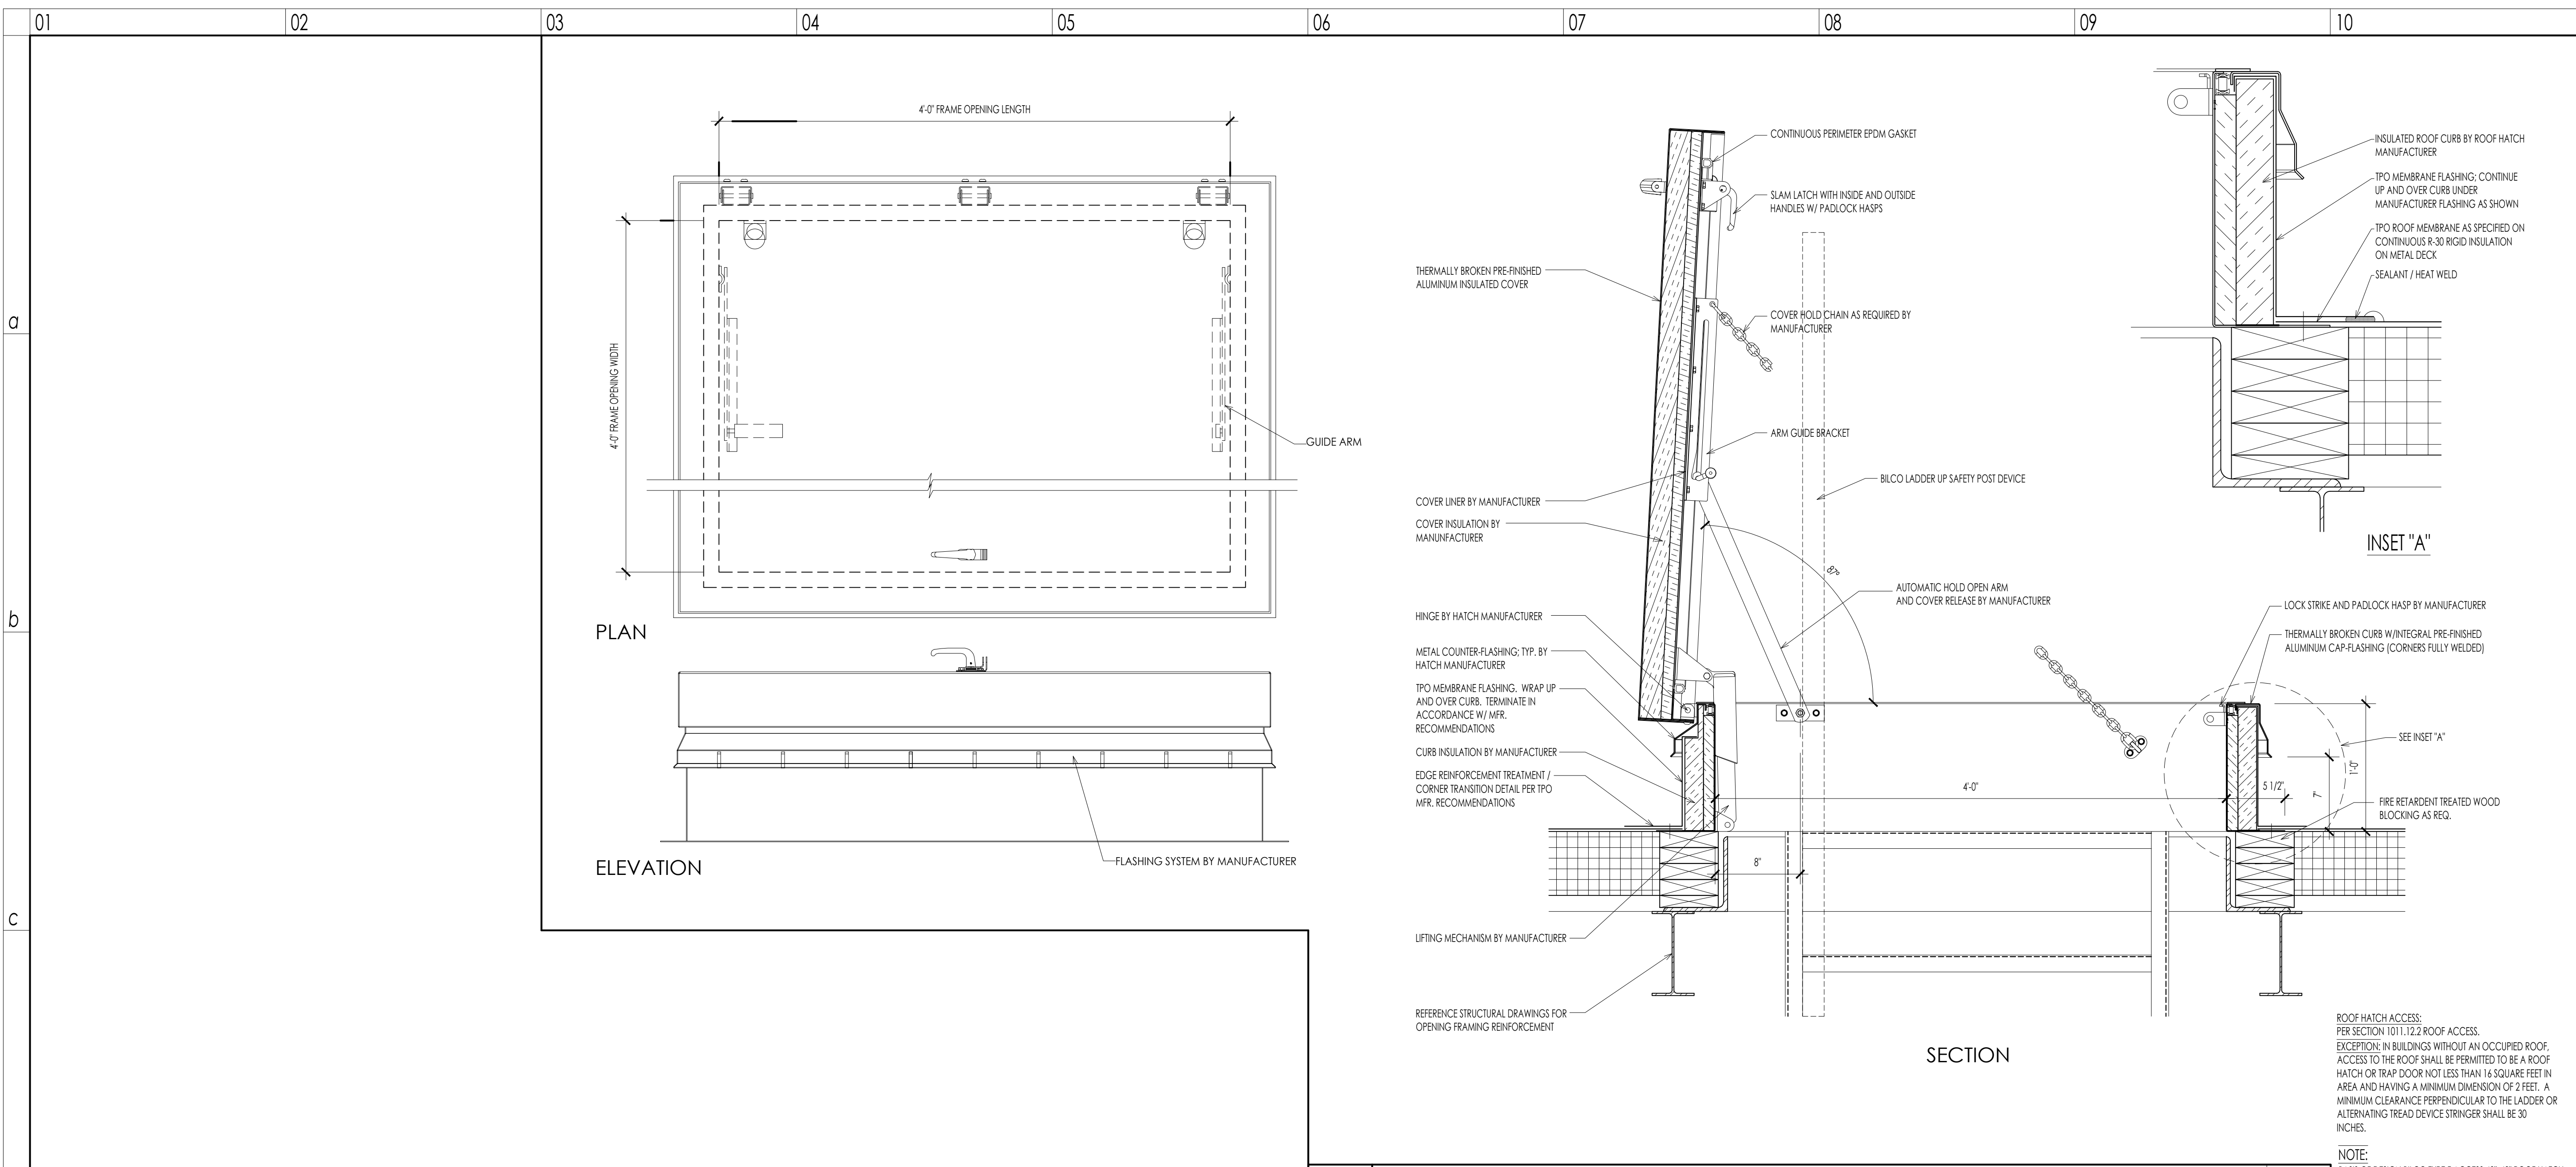 01
02
03
04
05
06
07
08
09
10
a
b
c
4'-0" FRAME OPENING LENGTH
4'-0" FRAME OPENING WIDTH
GUIDE ARM
PLAN
FLASHING SYSTEM BY MANUFACTURER
ELEVATION
CONTINUOUS PERIMETER EPDM GASKET
SLAM LATCH WITH INSIDE AND OUTSIDE
HANDLES W/ PADLOCK HASPS
THERMALLY BROKEN PRE-FINISHED
ALUMINUM INSULATED COVER
COVER HOLD CHAIN AS REQUIRED BY
MANUFACTURER
ARM GUIDE BRACKET
BILCO LADDER UP SAFETY POST DEVICE
COVER LINER BY MANUFACTURER
COVER INSULATION BY
MANUNFACTURER
87°
AUTOMATIC HOLD OPEN ARM
AND COVER RELEASE BY MANUFACTURER
HINGE BY HATCH MANUFACTURER
METAL COUNTER-FLASHING; TYP. BY
HATCH MANUFACTURER
TPO MEMBRANE FLASHING. WRAP UP
AND OVER CURB. TERMINATE IN
ACCORDANCE W/ MFR.
RECOMMENDATIONS
CURB INSULATION BY MANUFACTURER
EDGE REINFORCEMENT TREATMENT /
CORNER TRANSITION DETAIL PER TPO
MFR. RECOMMENDATIONS
LIFTING MECHANISM BY MANUFACTURER
REFERENCE STRUCTURAL DRAWINGS FOR
OPENING FRAMING REINFORCEMENT
4'-0"
8"
5 1/2"
7"
1'-0"
LOCK STRIKE AND PADLOCK HASP BY MANUFACTURER
THERMALLY BROKEN CURB W/INTEGRAL PRE-FINISHED
ALUMINUM CAP-FLASHING (CORNERS FULLY WELDED)
SEE INSET "A"
FIRE RETARDENT TREATED WOOD
BLOCKING AS REQ.
SECTION
INSULATED ROOF CURB BY ROOF HATCH
MANUFACTURER
TPO MEMBRANE FLASHING; CONTINUE
UP AND OVER CURB UNDER
MANUFACTURER FLASHING AS SHOWN
TPO ROOF MEMBRANE AS SPECIFIED ON
CONTINUOUS R-30 RIGID INSULATION
ON METAL DECK
SEALANT / HEAT WELD
INSET "A"
ROOF HATCH ACCESS:
PER SECTION 1011.12.2 ROOF ACCESS.
EXCEPTION: IN BUILDINGS WITHOUT AN OCCUPIED ROOF,
ACCESS TO THE ROOF SHALL BE PERMITTED TO BE A ROOF
HATCH OR TRAP DOOR NOT LESS THAN 16 SQUARE FEET IN
AREA AND HAVING A MINIMUM DIMENSION OF 2 FEET. A
MINIMUM CLEARANCE PERPENDICULAR TO THE LADDER OR
ALTERNATING TREAD DEVICE STRINGER SHALL BE 30
INCHES.
NOTE: